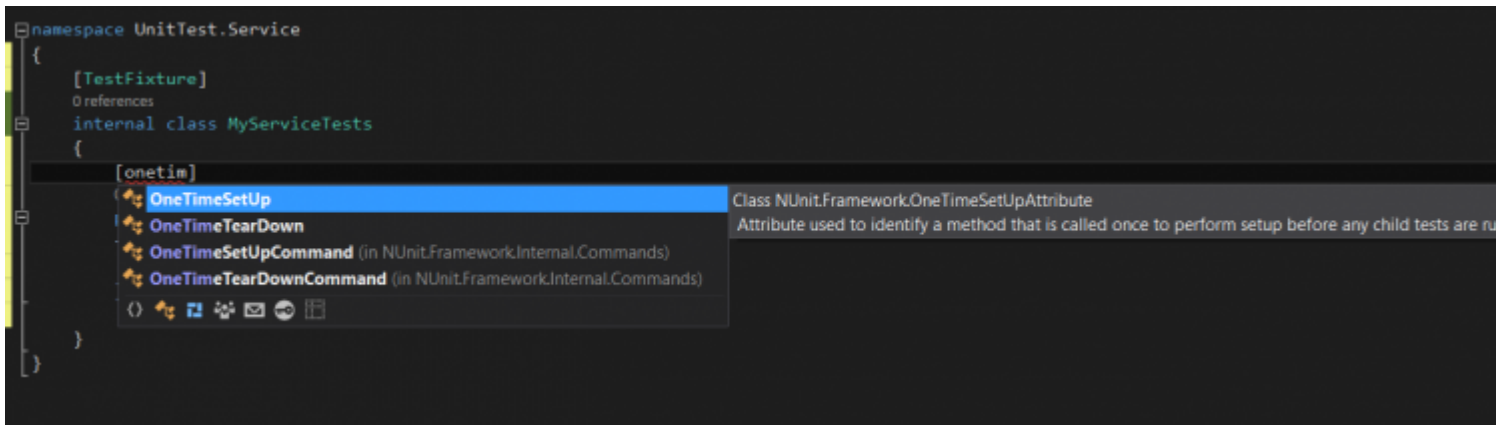 namespace UnitTest.Service
{
[TestFixture]
0 references
internal class MyServiceTests
{
[onetim]
OneTimeSetUp
Class NUnit.Framework.OneTimeSetUpAttribute
OneTimeTearDown
Attribute used to identify a method that is called once to perform setup before any child tests are
OneTimeSetUpCommand (in NUnit.Framework.Internal.Commands)
OneTimeTearDownCommand (in NUnit.Framework.Internal.Commands)
}
}